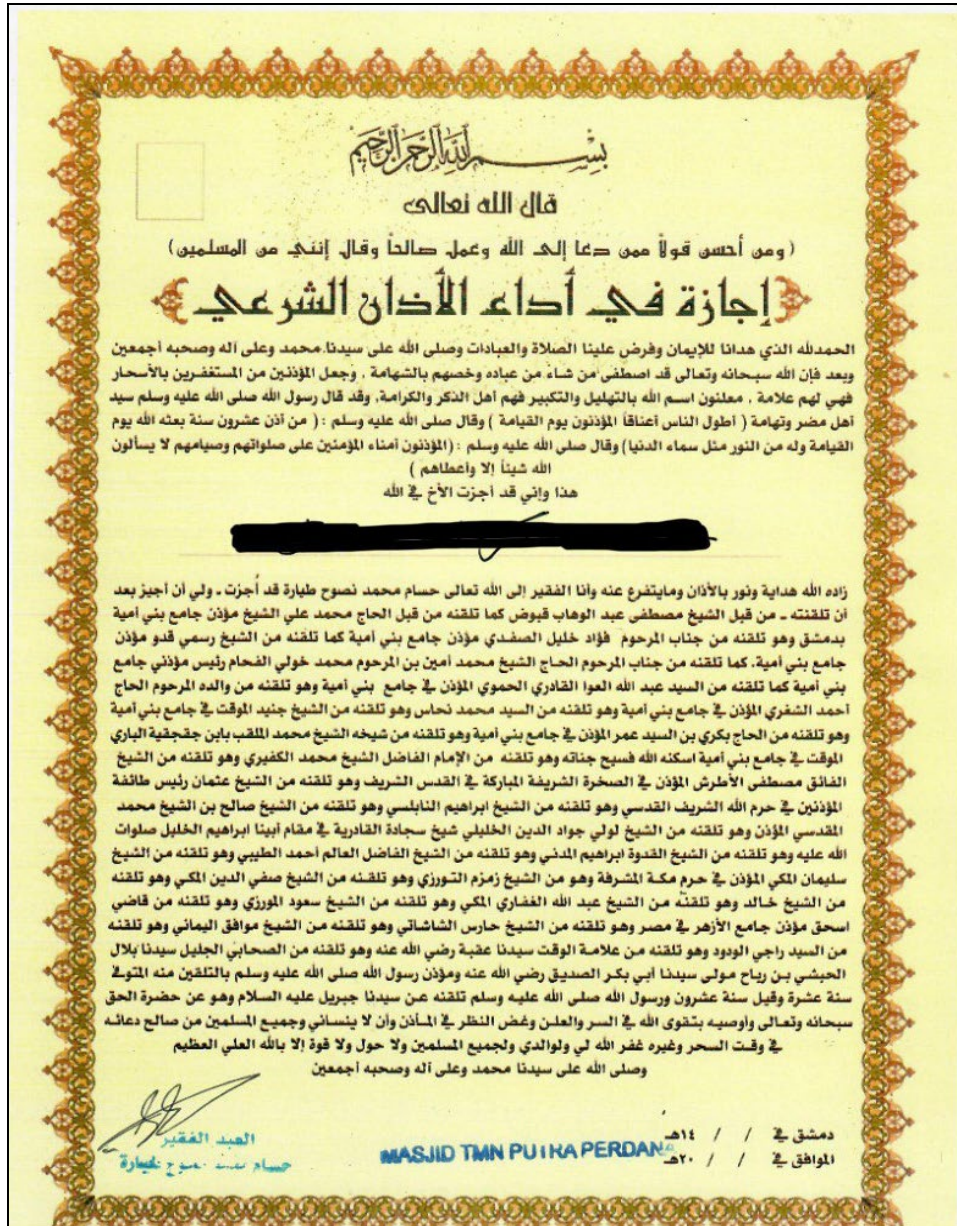 بسم الله الرحمن الرحيم
قال الله تعالى
(ومن أحسن قولاً ممن دعا إلى الله وعمل صالحاً وقال إنني من المسلمين)
إجازة في أداء الأذان الشرعي
الحمدلله الذي هدانا للإيمان وفرض علينا الصلاة والعبادات وصلى الله على سيدنا محمد وعلى آله وصحبه أجمعين
وبعد فإن الله سبحانه وتعالى قد اصطفى من شاء من عباده وخصهم بالشهامة ، وجعل المؤذنين من المستغفرين بالأسحار
فهي لهم علامة ، معلنون اسم الله بالتهليل والتكبير فهم أهل الذكر والكرامة، وقد قال رسول الله صلى الله عليه وسلم سيد
أهل مضر وتهامة ( أطول الناس أعناقاً المؤذنون يوم القيامة ) وقال صلى الله عليه وسلم : ( من أذن عشرون سنة بعثه الله يوم
القيامة وله من النور مثل سماء الدنيا) وقال صلى الله عليه وسلم : (المؤذنون أمناء المؤمنين على صلواتهم وصيامهم لا يسألون
الله شيئاً إلا وأعطاهم )
هذا وإني قد أجزت الأخ في الله
زاده الله هداية ونور بالأذان ومايتفرع عنه وأنا الفقير إلى الله تعالى حسام محمد نصوح طيارة قد أُجزت ـ ولي أن أجيز بعد
أن تلقنته ـ من قبل الشيخ مصطفى عبد الوهاب قبوض كما تلقنه من قبل الحاج محمد علي الشيخ مؤذن جامع بني أمية
بدمشق وهو تلقنه من جناب المرحوم فؤاد خليل الصفدي مؤذن جامع بني أمية كما تلقنه من الشيخ رسمي قدو مؤذن
جامع بني أمية، كما تلقنه من جناب المرحوم الحاج الشيخ محمد أمين بن المرحوم محمد خولي الفحام رئيس مؤذني جامع
بني أمية كما تلقنه من السيد عبد الله العوا القادري الحموي المؤذن في جامع بني أمية وهو تلقنه من والده المرحوم الحاج
أحمد الشغري المؤذن في جامع بني أمية وهو تلقنه من السيد محمد نحاس وهو تلقنه من الشيخ جنيد الموقت في جامع بني أمية
وهو تلقنه من الحاج بكري بن السيد عمر المؤذن في جامع بني أمية وهو تلقنه من شيخه الشيخ محمد الملقب بابن جقجقية الباري
الموقت في جامع بني أمية اسكنه الله فسيح جناته وهو تلقنه من الإمام الفاضل الشيخ محمد الكفيري وهو تلقنه من الشيخ
الفائق مصطفى الأطرش المؤذن في الصخرة الشريفة المباركة في القدس الشريف وهو تلقنه من الشيخ عثمان رئيس طائفة
المؤذنين في حرم الله الشريف القدسي وهو تلقنه من الشيخ ابراهيم النابلسي وهو تلقنه من الشيخ صالح بن الشيخ محمد
المقدسي المؤذن وهو تلقنه من الشيخ لولي جواد الدين الخليلي شيخ سجادة القادرية في مقام أبينا ابراهيم الخليل صلوات
الله عليه وهو تلقنه من الشيخ القدوة ابراهيم المدني وهو تلقنه من الشيخ الفاضل العالم أحمد الطيبي وهو تلقنه من الشيخ
سليمان المكي المؤذن في حرم مكة المشرفة وهو من الشيخ زمزم التورزي وهو تلقنه من الشيخ صفي الدين المكي وهو تلقنه
من الشيخ خالد وهو تلقنه من الشيخ عبد الله الغفاري المكي وهو تلقنه من الشيخ سعود المورزي وهو تلقنه من قاضي
اسحق مؤذن جامع الأزهر في مصر وهو تلقنه من الشيخ حارس الشاشاتي وهو تلقنه من الشيخ موافق اليماني وهو تلقنه
من السيد راجي الودود وهو تلقنه من علامة الوقت سيدنا عقبة رضي الله عنه وهو تلقنه من الصحابي الجليل سيدنا بلال
الحبشي بن رباح مولى سيدنا أبي بكر الصديق رضي الله عنه ومؤذن رسول الله صلى الله عليه وسلم بالتلقين منه المتوفى
سنة عشرة وقيل سنة عشرون ورسول الله صلى الله عليه وسلم تلقنه عن سيدنا جبريل عليه السلام وهو عن حضرة الحق
سبحانه وتعالى وأوصيه بتقوى الله في السر والعلن وغض النظر في المآذن وأن لا ينساني وجميع المسلمين من صالح دعائه
في وقت السحر وغيره غفر الله لي ولوالدي ولجميع المسلمين ولا حول ولا قوة إلا بالله العلي العظيم
وصلى الله على سيدنا محمد وعلى آله وصحبه أجمعين
دمشق في / / ١٤هـ
الموافق في / / ٢٠هـ
MASJID TMN PUTRA PERDANA
العبد الفقير
حسام محمد نصوح طيارة